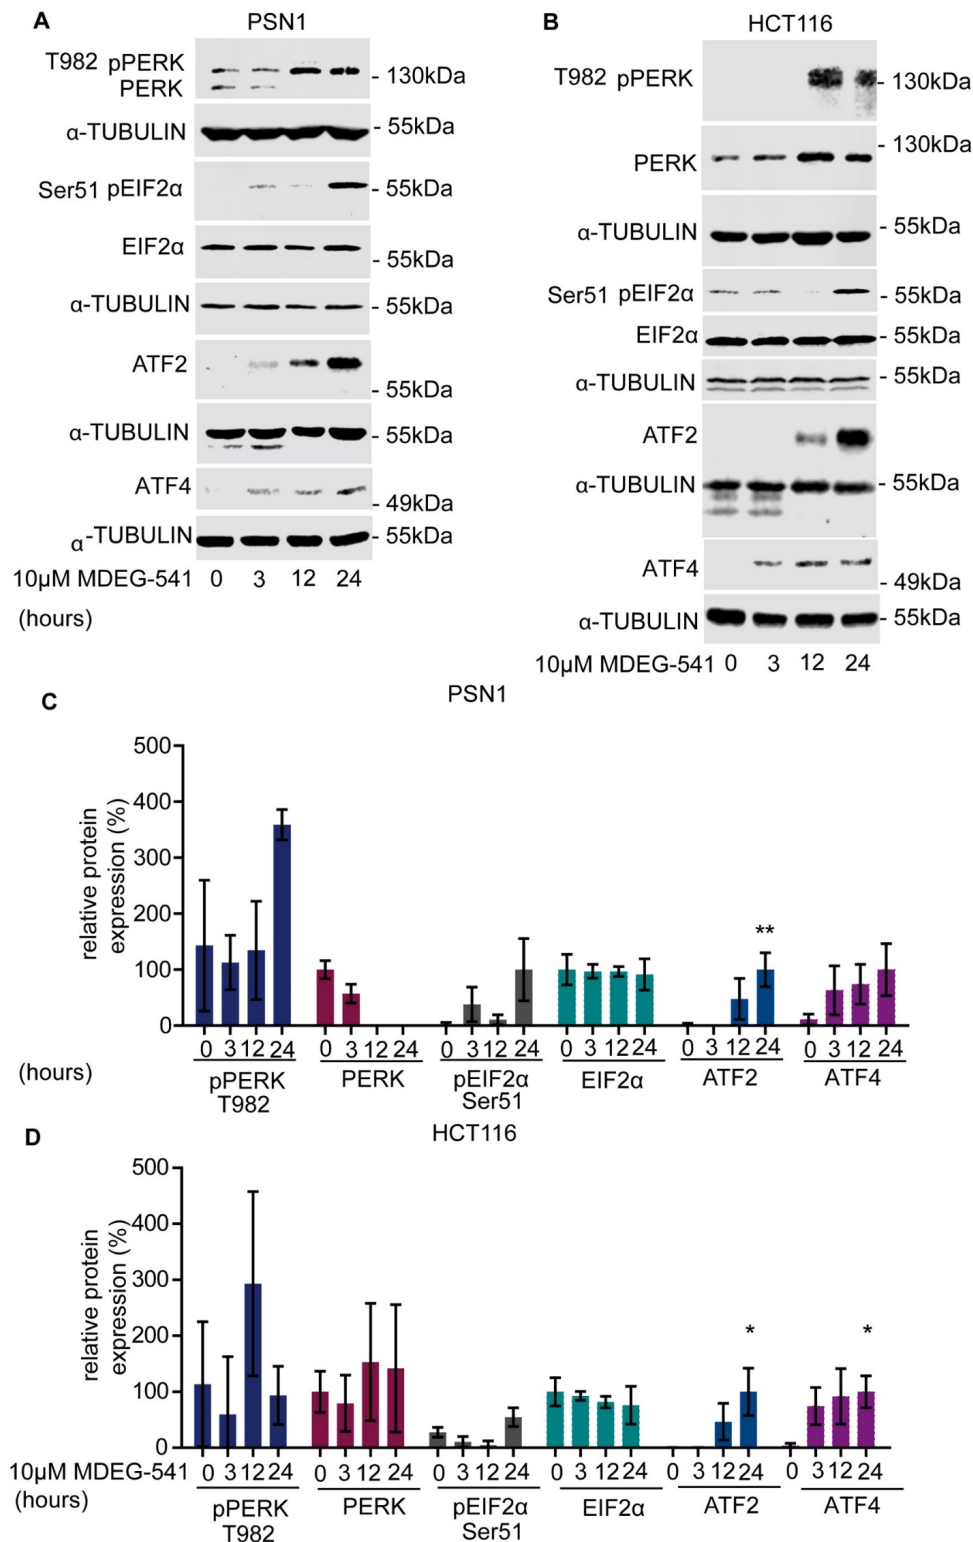 A
PSN1
T982 pPERK
PERK
- 130kDa
α-TUBULIN
- 55kDa
Ser51 pEIF2α
- 55kDa
EIF2α
- 55kDa
α-TUBULIN
- 55kDa
ATF2
- 55kDa
α-TUBULIN
- 55kDa
ATF4
- 49kDa
α-TUBULIN
- 55kDa
10µM MDEG-541 0 3 12 24
(hours)
B
HCT116
T982 pPERK
- 130kDa
PERK
- 130kDa
α-TUBULIN
- 55kDa
Ser51 pEIF2α
- 55kDa
EIF2α
- 55kDa
α-TUBULIN
- 55kDa
ATF2
α-TUBULIN
- 55kDa
ATF4
- 49kDa
α-TUBULIN
- 55kDa
10µM MDEG-541 0 3 12 24
C
PSN1
relative protein
expression (%)
500
400
300
200
100
0
**
0 3 12 24 0 3 12 24 0 3 12 24 0 3 12 24 0 3 12 24 0 3 12 24
(hours)
pPERK
T982
PERK
pEIF2α
Ser51
EIF2α
ATF2
ATF4
D
HCT116
relative protein
expression (%)
500
400
300
200
100
0
* *
10µM MDEG-541 0 3 12 24 0 3 12 24 0 3 12 24 0 3 12 24 0 3 12 24 0 3 12 24
(hours)
pPERK
T982
PERK
pEIF2α
Ser51
EIF2α
ATF2
ATF4